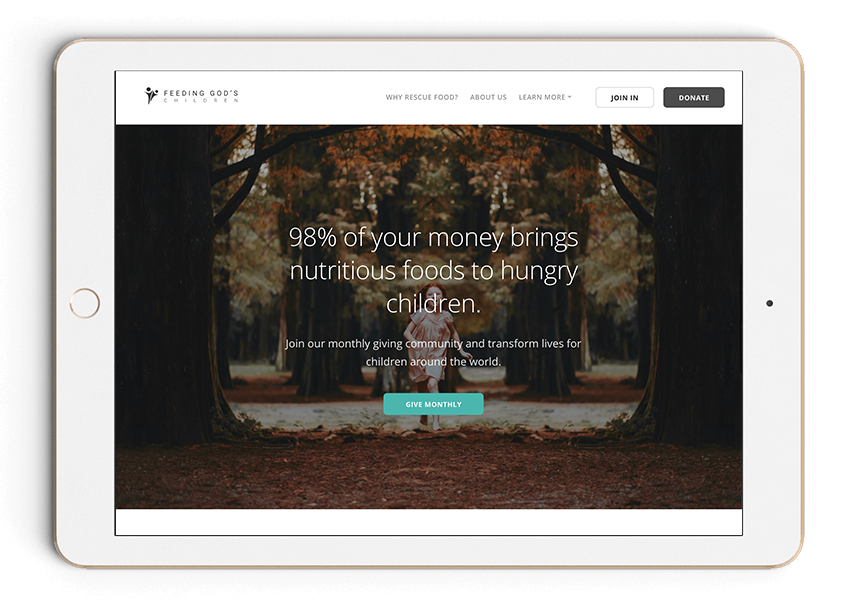 FEEDING GOD'S
CHILDREN
WHY RESCUE FOOD?
ABOUT US
LEARN MORE
JOIN IN
DONATE
98% of your money brings
nutritious foods to hungry
children.
Join our monthly giving community and transform lives for
children around the world.
GIVE MONTHLY